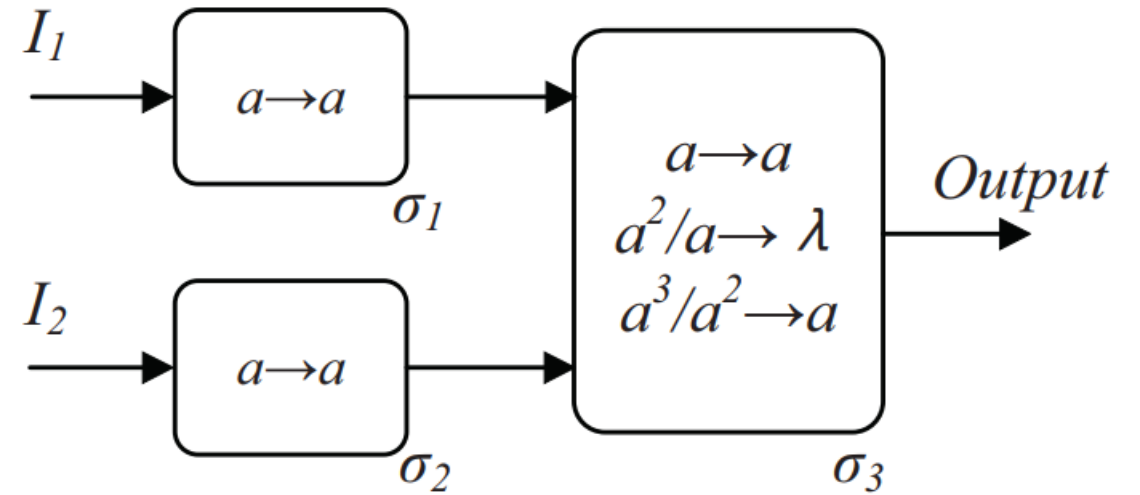 I₁
a→a
σ₁
I₂
a→a
σ₂
a→a
a²/a→ λ
a³/a²→a
σ₃
Output